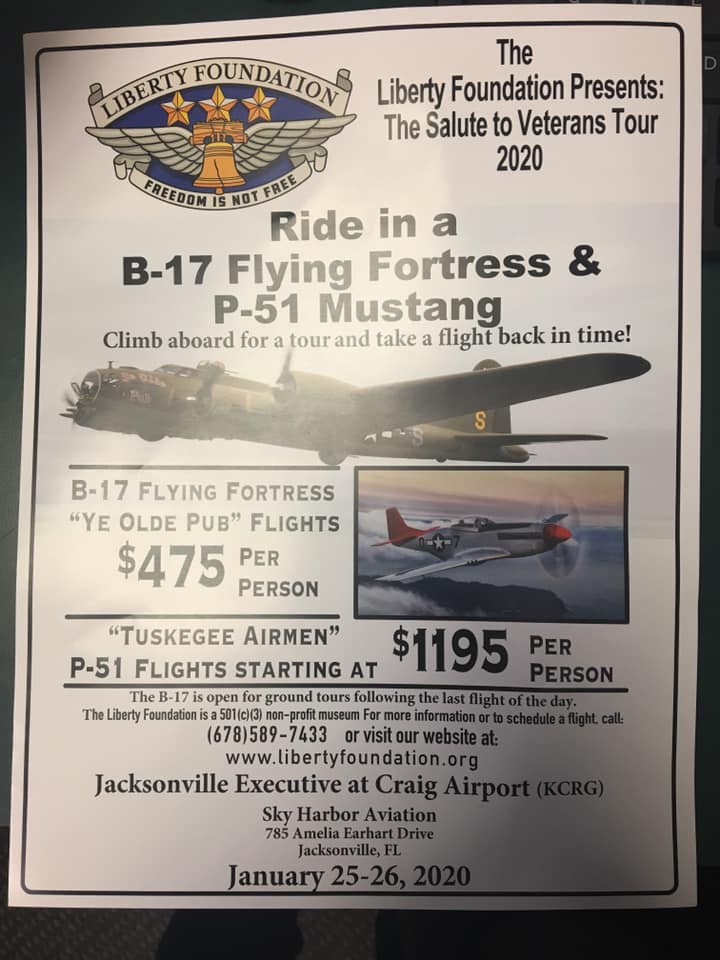 LIBERTY FOUNDATION
FREEDOM IS NOT FREE
The
Liberty Foundation Presents:
The Salute to Veterans Tour
2020
Ride in a
B-17 Flying Fortress &
P-51 Mustang
Climb aboard for a tour and take a flight back in time!
Ye Olde
Pub
S
S
B-17 FLYING FORTRESS
"YE OLDE PUB" FLIGHTS
$475 PER
PERSON
7
"TUSKEGEE AIRMEN"
P-51 FLIGHTS STARTING AT
$1195 PER
PERSON
The B-17 is open for ground tours following the last flight of the day.
The Liberty Foundation is a 501(c)(3) non-profit museum For more information or to schedule a flight, call:
(678)589-7433 or visit our website at:
www.libertyfoundation.org
Jacksonville Executive at Craig Airport (KCRG)
Sky Harbor Aviation
785 Amelia Earhart Drive
Jacksonville, FL
January 25-26, 2020